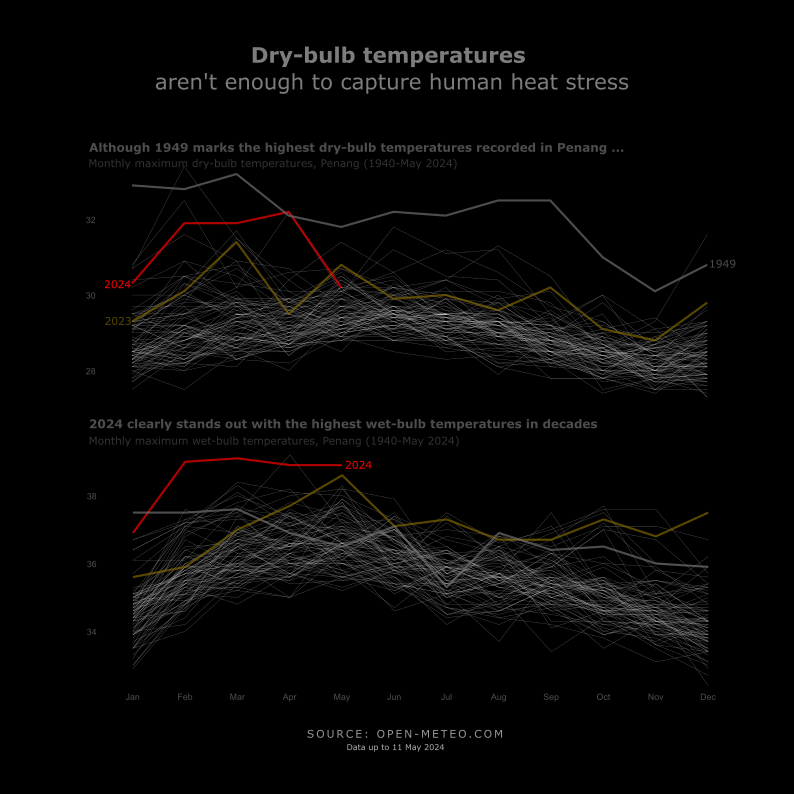 Dry-bulb temperatures
aren't enough to capture human heat stress
Although 1949 marks the highest dry-bulb temperatures recorded in Penang ...
Monthly maximum dry-bulb temperatures, Penang (1940-May 2024)
32
1949
2024
30
2023
28
2024 clearly stands out with the highest wet-bulb temperatures in decades
Monthly maximum wet-bulb temperatures, Penang (1940-May 2024)
2024
38
36
34
Jan Feb Mar Apr May Jun Jul Aug Sep Oct Nov Dec
SOURCE: OPEN-METEO.COM
Data up to 11 May 2024